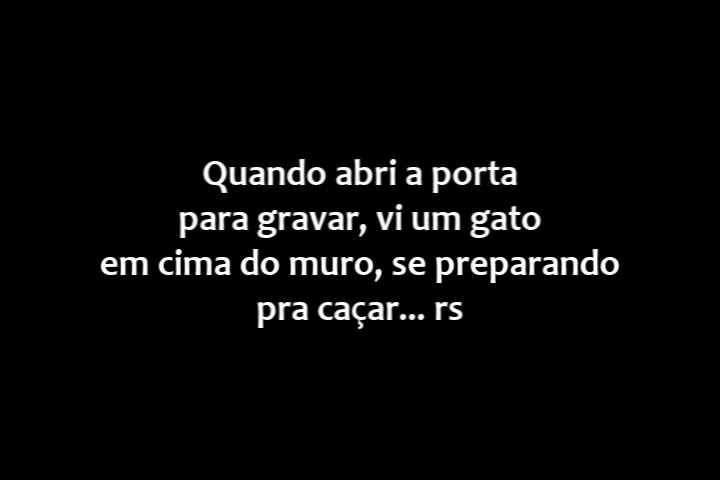 Quando abri a porta
para gravar, vi um gato
em cima do muro, se preparando
pra caçar... rs